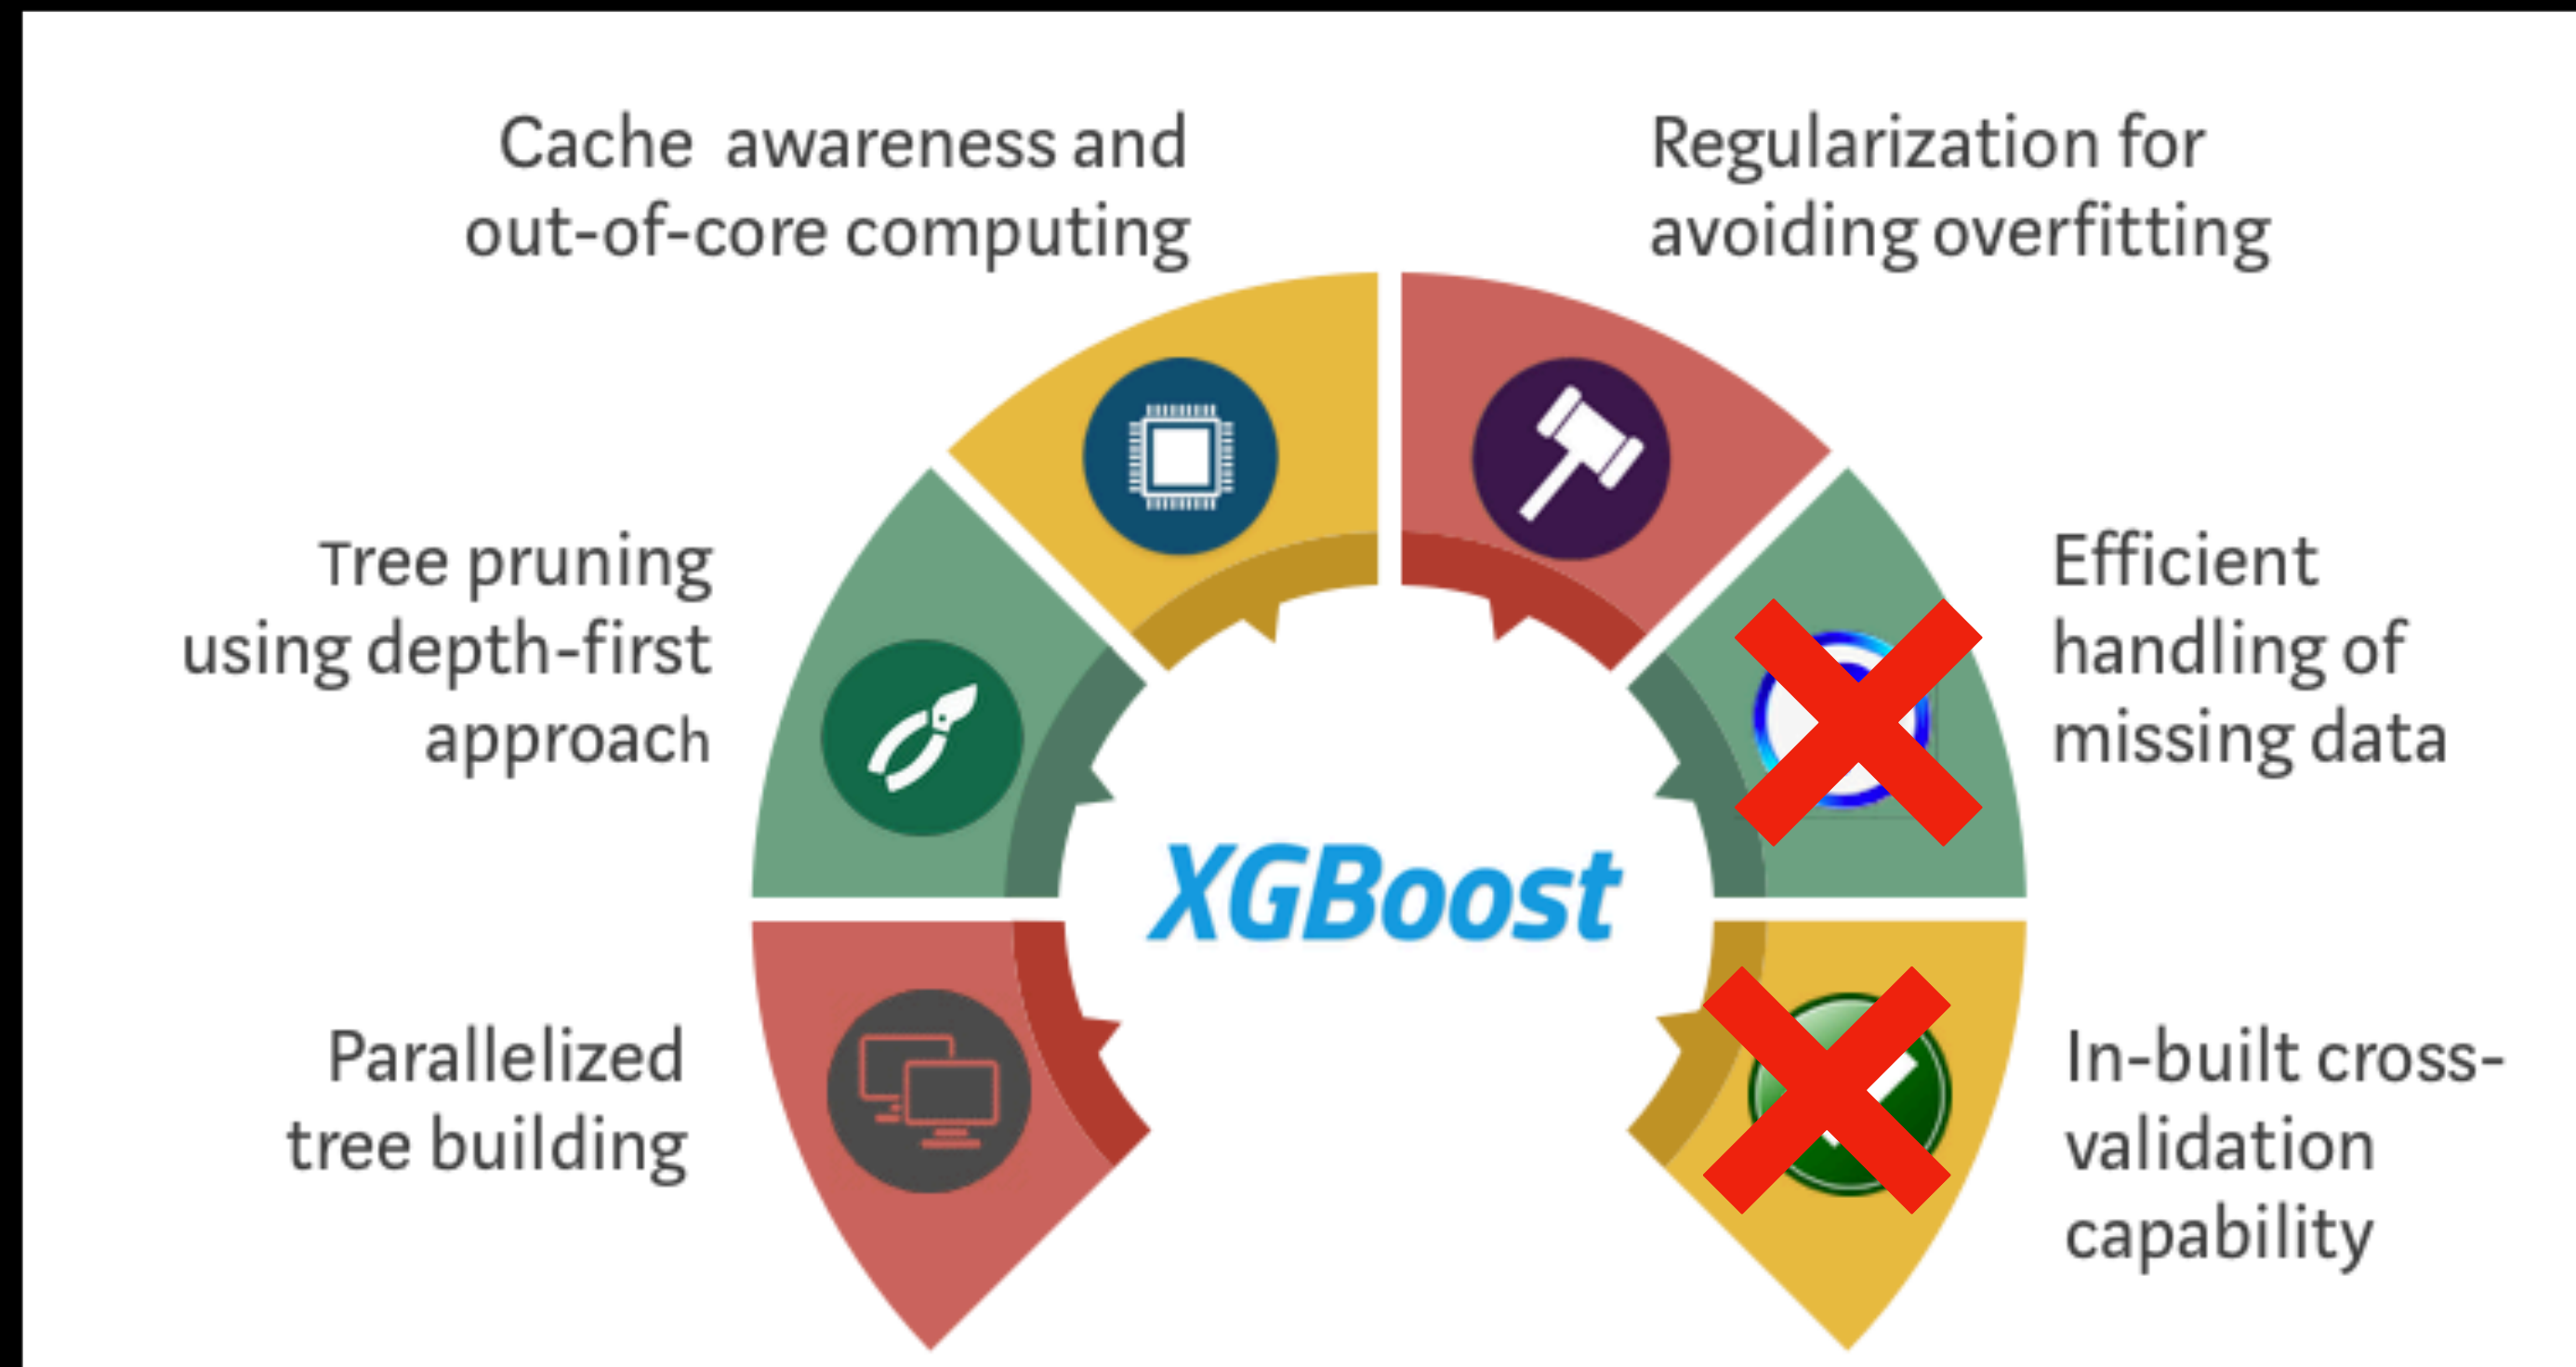 Cache awareness and
out-of-core computing
Regularization for
avoiding overfitting
Tree pruning
using depth-first
approach
Efficient
handling of
missing data
XGBoost
Parallelized
tree building
In-built cross-
validation
capability